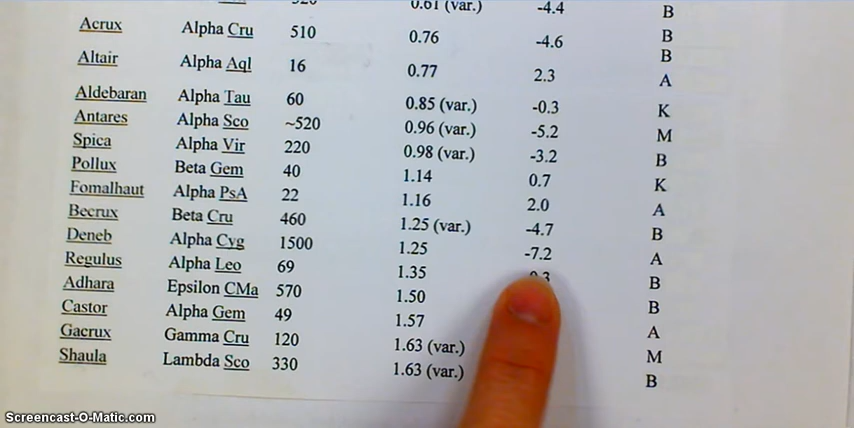 0.61 (var.) -4.4 B
Acrux Alpha Cru 510 0.76 -4.6 B
B
Altair Alpha Aql 16 0.77 2.3 A
Aldebaran Alpha Tau 60 0.85 (var.) -0.3 K
Antares Alpha Sco ~520 0.96 (var.) -5.2 M
Spica Alpha Vir 220 0.98 (var.) -3.2 B
Pollux Beta Gem 40 1.14 0.7 K
Fomalhaut Alpha PsA 22 1.16 2.0 A
Becrux Beta Cru 460 1.25 (var.) -4.7 B
Deneb Alpha Cyg 1500 1.25 -7.2 A
Regulus Alpha Leo 69 1.35 B
Adhara Epsilon CMa 570 1.50 B
Castor Alpha Gem 49 1.57 A
Gacrux Gamma Cru 120 1.63 (var.) M
Shaula Lambda Sco 330 1.63 (var.) B
Screencast-O-Matic.com